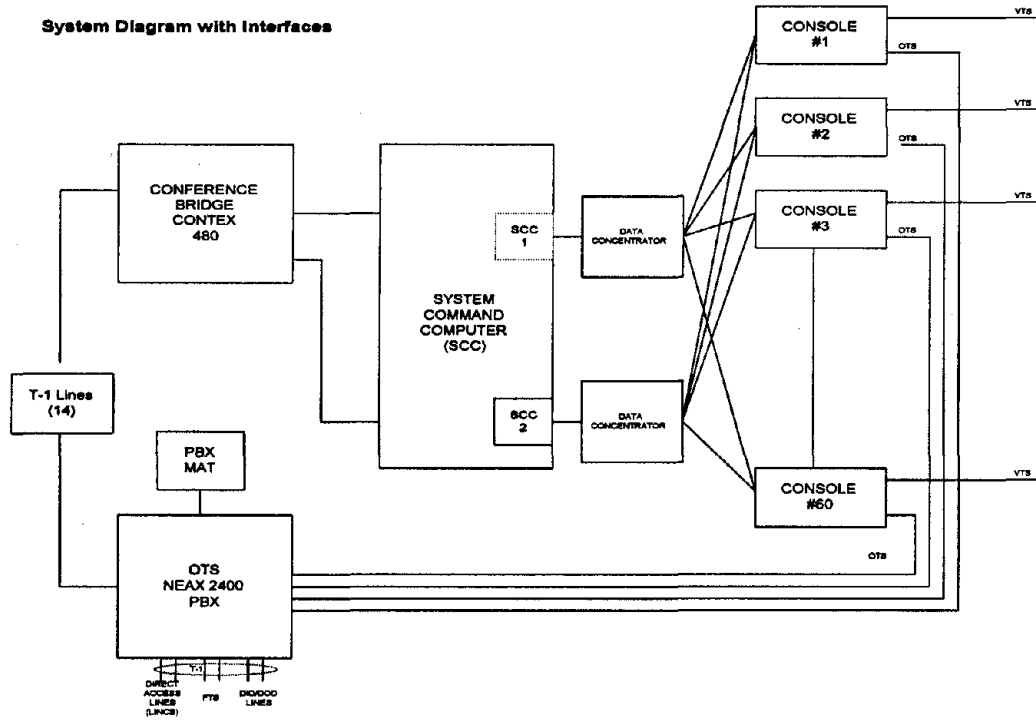 System Diagram with Interfaces
CONSOLE
#1
VTS
OTS
CONSOLE
#2
VTS
OTS
CONFERENCE
BRIDGE
CONTEX
480
SCC
1
DATA
CONCENTRATOR
CONSOLE
#3
VTS
OTS
SYSTEM
COMMAND
COMPUTER
(SCC)
T-1 Lines
(14)
SCC
2
DATA
CONCENTRATOR
PBX
MAT
CONSOLE
#60
VTS
OTS
OTS
NEAX 2400
PBX
T-1
DIRECT
ACCESS
LINES
(LINCS)
FTS
DID/DOD
LINES